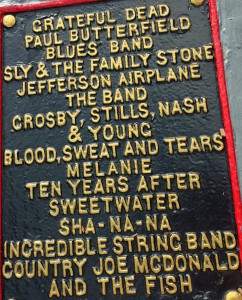 GRATEFUL DEAD
PAUL BUTTERFIELD
BLUES BAND
SLY & THE FAMILY STONE
JEFFERSON AIRPLANE
THE BAND
CROSBY, STILLS, NASH
& YOUNG
"BLOOD, SWEAT AND TEARS"
MELANIE
TEN YEARS AFTER
SWEETWATER
SHA-NA-NA
INCREDIBLE STRING BAND
COUNTRY JOE MCDONALD
AND THE FISH